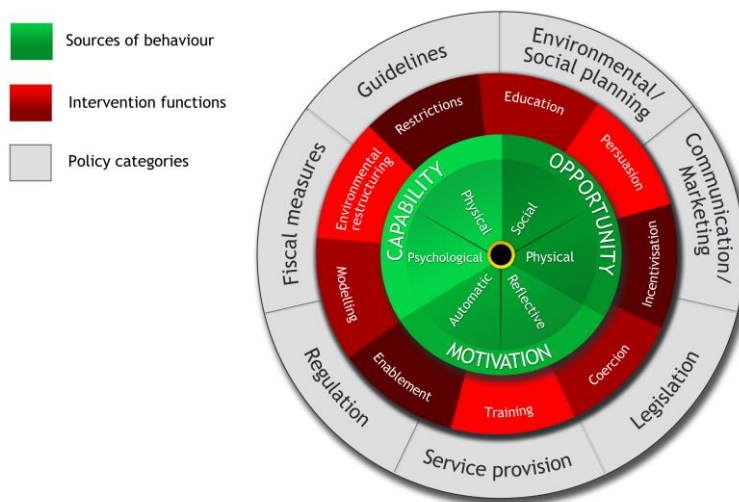 Sources of behaviour
Intervention functions
Policy categories
Guidelines
Environmental/
Social planning
Communication/
Marketing
Legislation
Service provision
Regulation
Fiscal measures
Restrictions
Education
Persuasion
Incentivisation
Coercion
Training
Enablement
Modelling
Environmental
restructuring
CAPABILITY
OPPORTUNITY
MOTIVATION
Physical
Social
Psychological
Physical
Automatic
Reflective